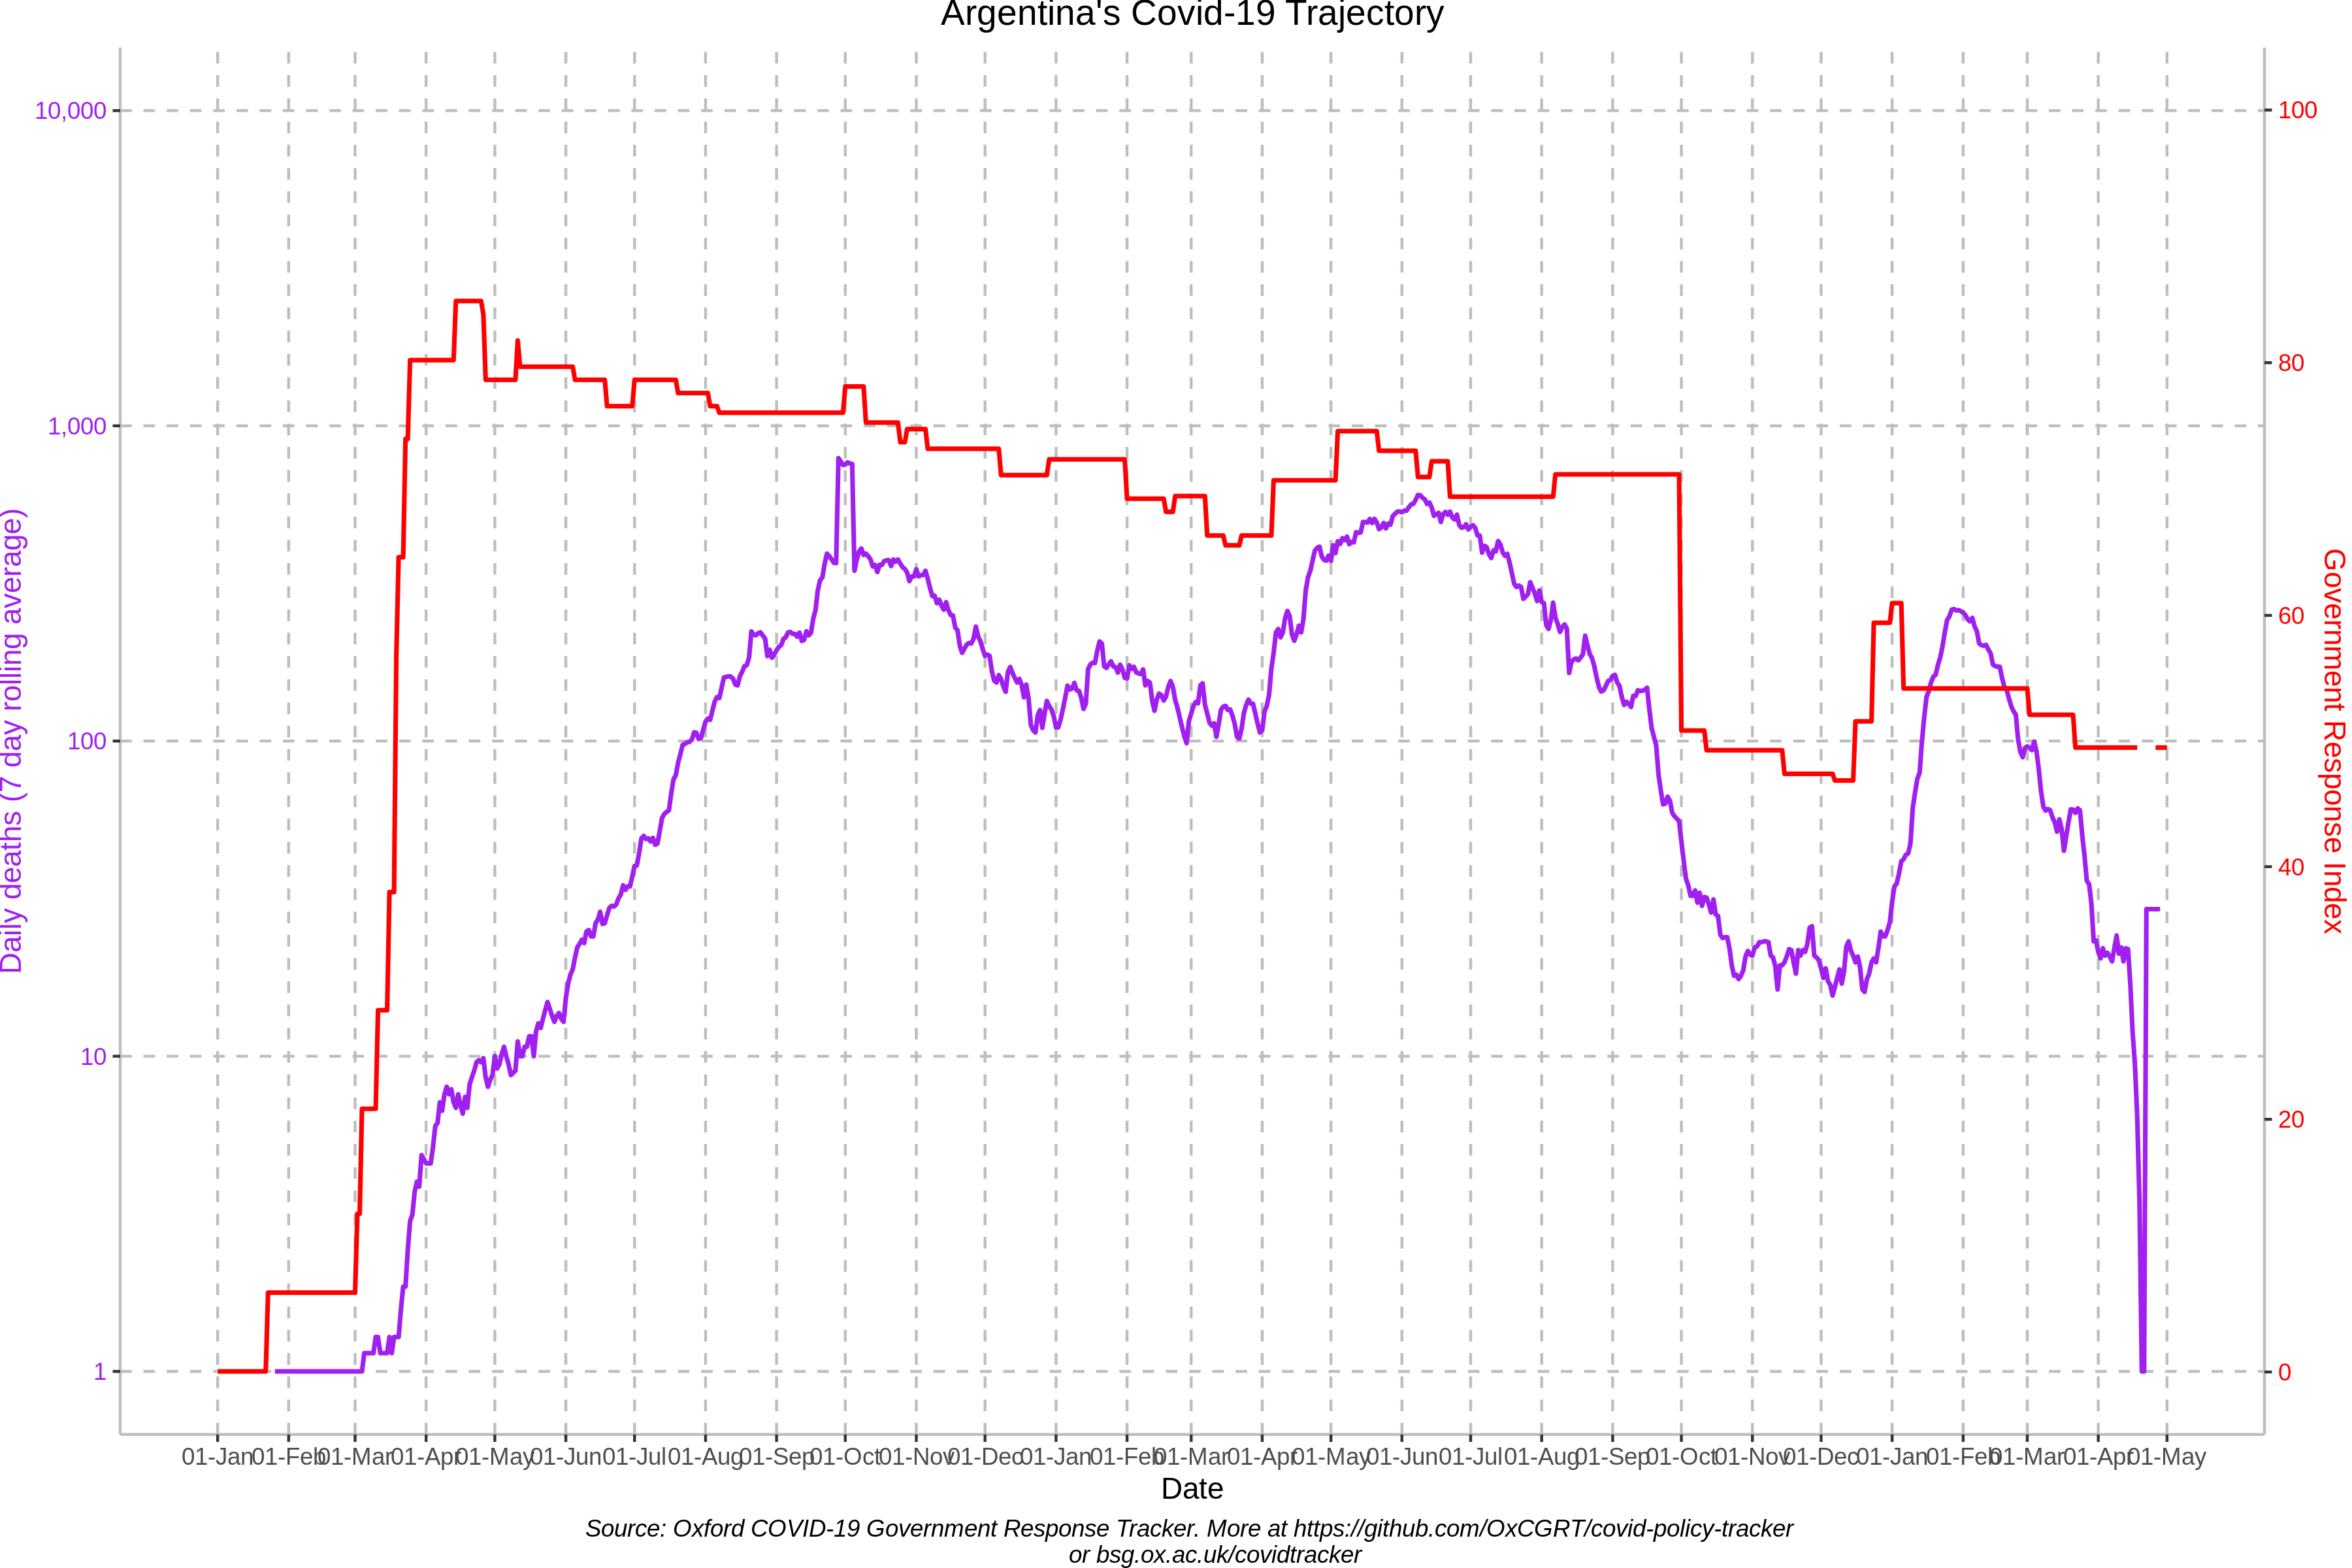 Argentina's Covid-19 Trajectory
10,000
1,000
100
10
1
Daily deaths (7 day rolling average)
100
80
60
40
20
0
Government Response Index
01-Jan
01-Feb
01-Mar
01-Apr
01-May
01-Jun
01-Jul
01-Aug
01-Sep
01-Oct
01-Nov
01-Dec
01-Jan
01-Feb
01-Mar
01-Apr
01-May
01-Jun
01-Jul
01-Aug
01-Sep
01-Oct
01-Nov
01-Dec
01-Jan
01-Feb
01-Mar
01-Apr
01-May
Date
Source: Oxford COVID-19 Government Response Tracker. More at https://github.com/OxCGRT/covid-policy-tracker
or bsg.ox.ac.uk/covidtracker